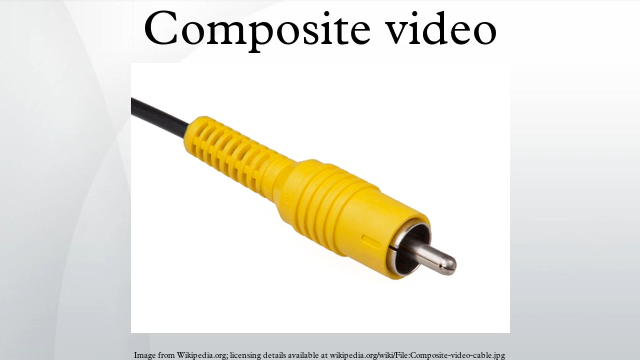 Composite video
Image from Wikipedia.org; licensing details available at wikipedia.org/wiki/File:Composite-video-cable.jpg